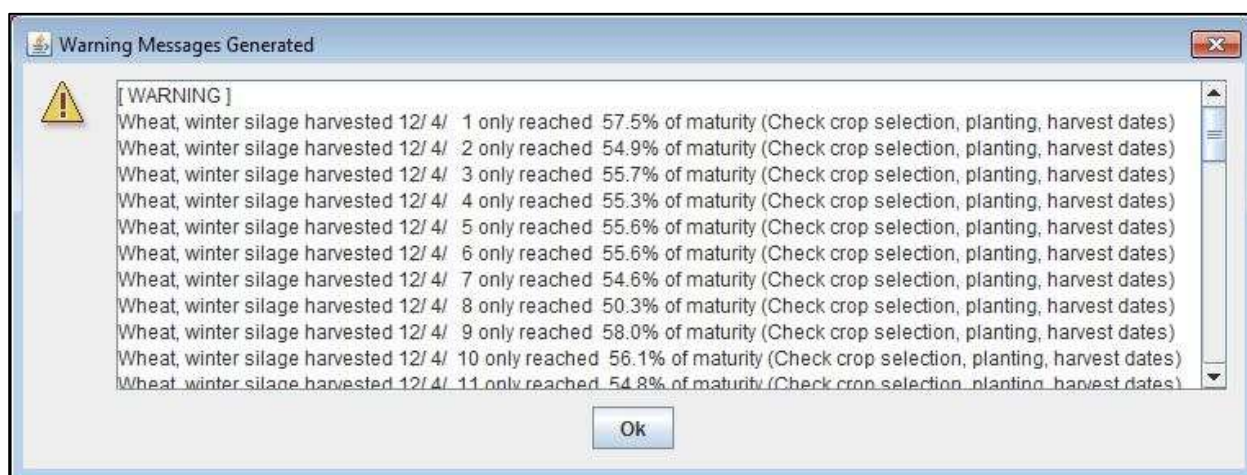 Warning Messages Generated
[ WARNING ]
Wheat, winter silage harvested 12/ 4/   1 only reached  57.5% of maturity (Check crop selection, planting, harvest dates)
Wheat, winter silage harvested 12/ 4/   2 only reached  54.9% of maturity (Check crop selection, planting, harvest dates)
Wheat, winter silage harvested 12/ 4/   3 only reached  55.7% of maturity (Check crop selection, planting, harvest dates)
Wheat, winter silage harvested 12/ 4/   4 only reached  55.3% of maturity (Check crop selection, planting, harvest dates)
Wheat, winter silage harvested 12/ 4/   5 only reached  55.6% of maturity (Check crop selection, planting, harvest dates)
Wheat, winter silage harvested 12/ 4/   6 only reached  55.6% of maturity (Check crop selection, planting, harvest dates)
Wheat, winter silage harvested 12/ 4/   7 only reached  54.6% of maturity (Check crop selection, planting, harvest dates)
Wheat, winter silage harvested 12/ 4/   8 only reached  50.3% of maturity (Check crop selection, planting, harvest dates)
Wheat, winter silage harvested 12/ 4/   9 only reached  58.0% of maturity (Check crop selection, planting, harvest dates)
Wheat, winter silage harvested 12/ 4/  10 only reached  56.1% of maturity (Check crop selection, planting, harvest dates)
Wheat, winter silage harvested 12/ 4/  11 only reached  54.8% of maturity (Check crop selection, planting, harvest dates)
Ok